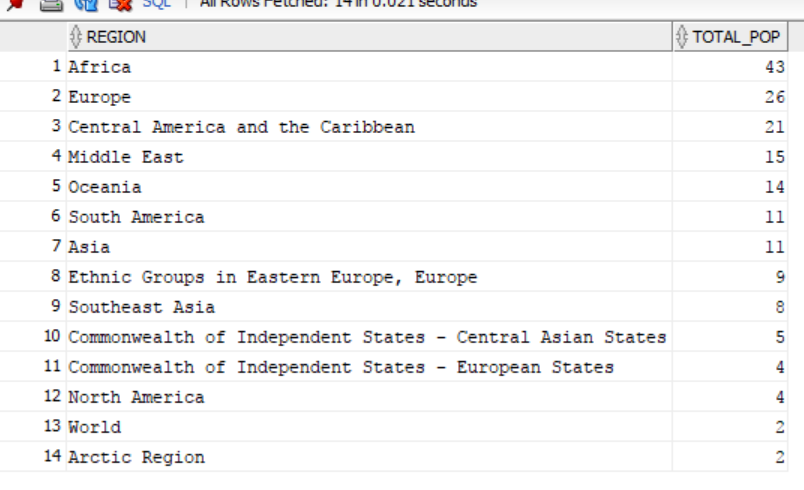 SQL | All Rows Fetched: 14 in 0.021 seconds
REGION TOTAL_POP
1 Africa 43
2 Europe 26
3 Central America and the Caribbean 21
4 Middle East 15
5 Oceania 14
6 South America 11
7 Asia 11
8 Ethnic Groups in Eastern Europe, Europe 9
9 Southeast Asia 8
10 Commonwealth of Independent States - Central Asian States 5
11 Commonwealth of Independent States - European States 4
12 North America 4
13 World 2
14 Arctic Region 2